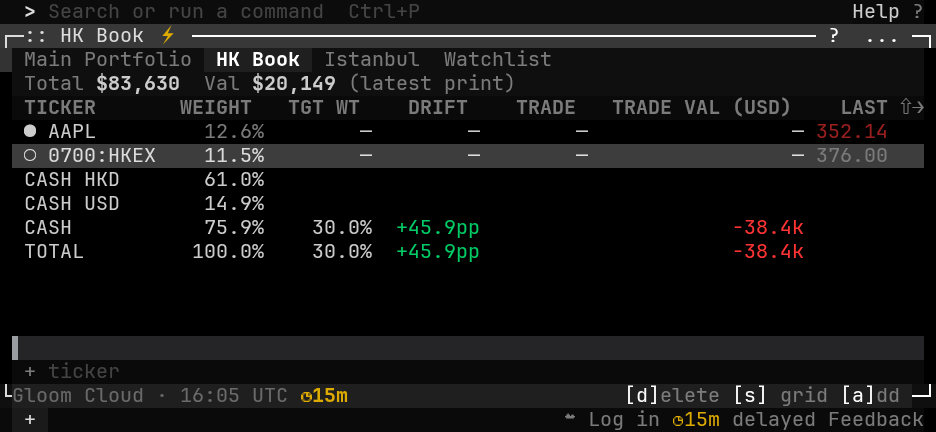 > Search or run a command Ctrl+P Help ?
:: HK Book ⚡ ? ...
Main Portfolio HK Book Istanbul Watchlist
Total $83,630 Val $20,149 (latest print)
TICKER WEIGHT TGT WT DRIFT TRADE TRADE VAL (USD) LAST ⇧→
● AAPL 12.6% — — — — 352.14
○ 0700:HKEX 11.5% — — — — 376.00
CASH HKD 61.0%
CASH USD 14.9%
CASH 75.9% 30.0% +45.9pp -38.4k
TOTAL 100.0% 30.0% +45.9pp -38.4k
+ ticker
Gloom Cloud · 16:05 UTC ◔15m [d]elete [s] grid [a]dd
+ Log in ◔15m delayed Feedback